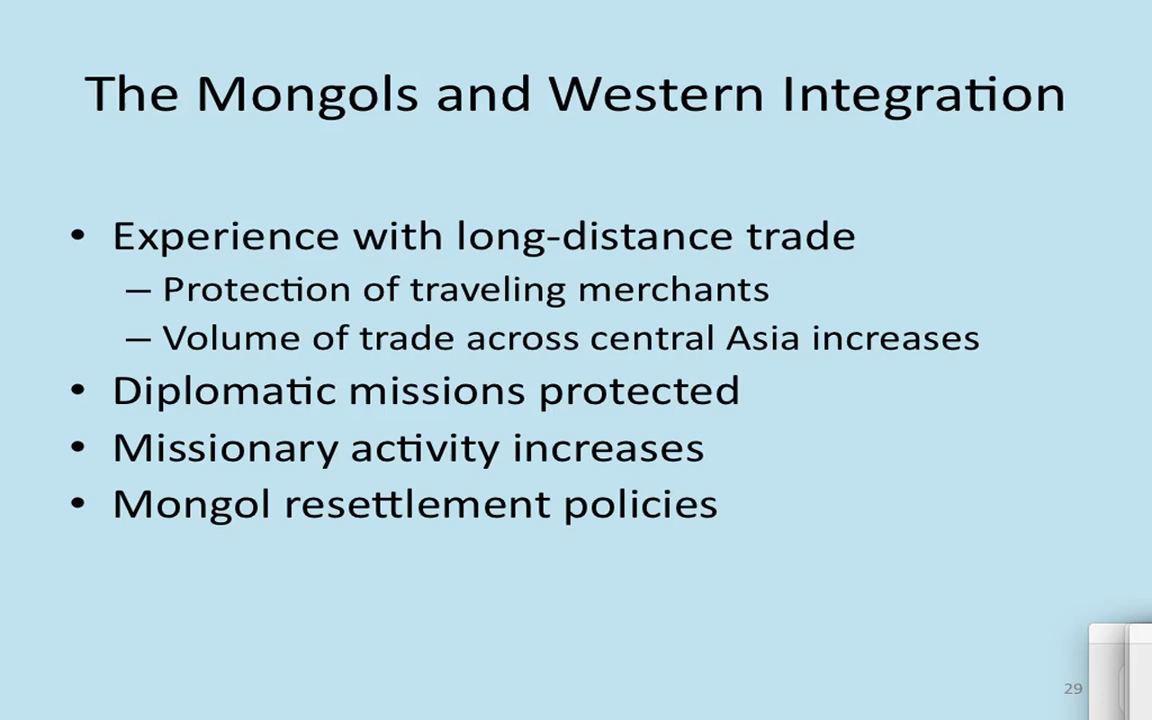 The Mongols and Western Integration
• Experience with long-distance trade
– Protection of traveling merchants
– Volume of trade across central Asia increases
• Diplomatic missions protected
• Missionary activity increases
• Mongol resettlement policies
29